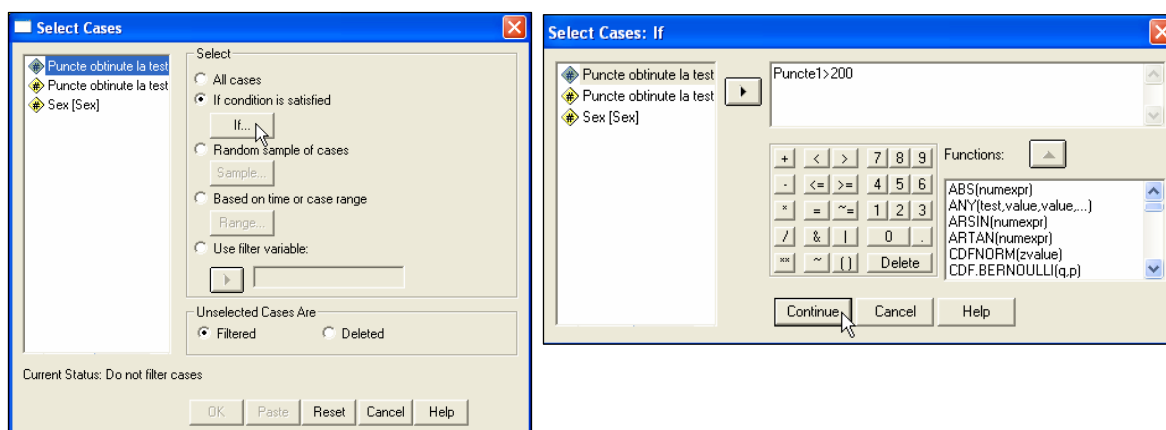 Select Cases
Puncte obtinute la test
Puncte obtinute la test
Sex [Sex]
Select
All cases
If condition is satisfied
If...
Random sample of cases
Sample...
Based on time or case range
Range...
Use filter variable:
Unselected Cases Are
Filtered
Deleted
Current Status: Do not filter cases
OK
Paste
Reset
Cancel
Help
Select Cases: If
Puncte obtinute la test
Puncte obtinute la test
Sex [Sex]
Puncte1>200
+ < > 7 8 9
- <= >= 4 5 6
* = ~= 1 2 3
/ & | 0 .
** ~ () Delete
Functions:
ABS(numexpr)
ANY(test,value,value,...)
ARSIN(numexpr)
ARTAN(numexpr)
CDFNORM(zvalue)
CDF.BERNOULLI(q,p)
Continue
Cancel
Help